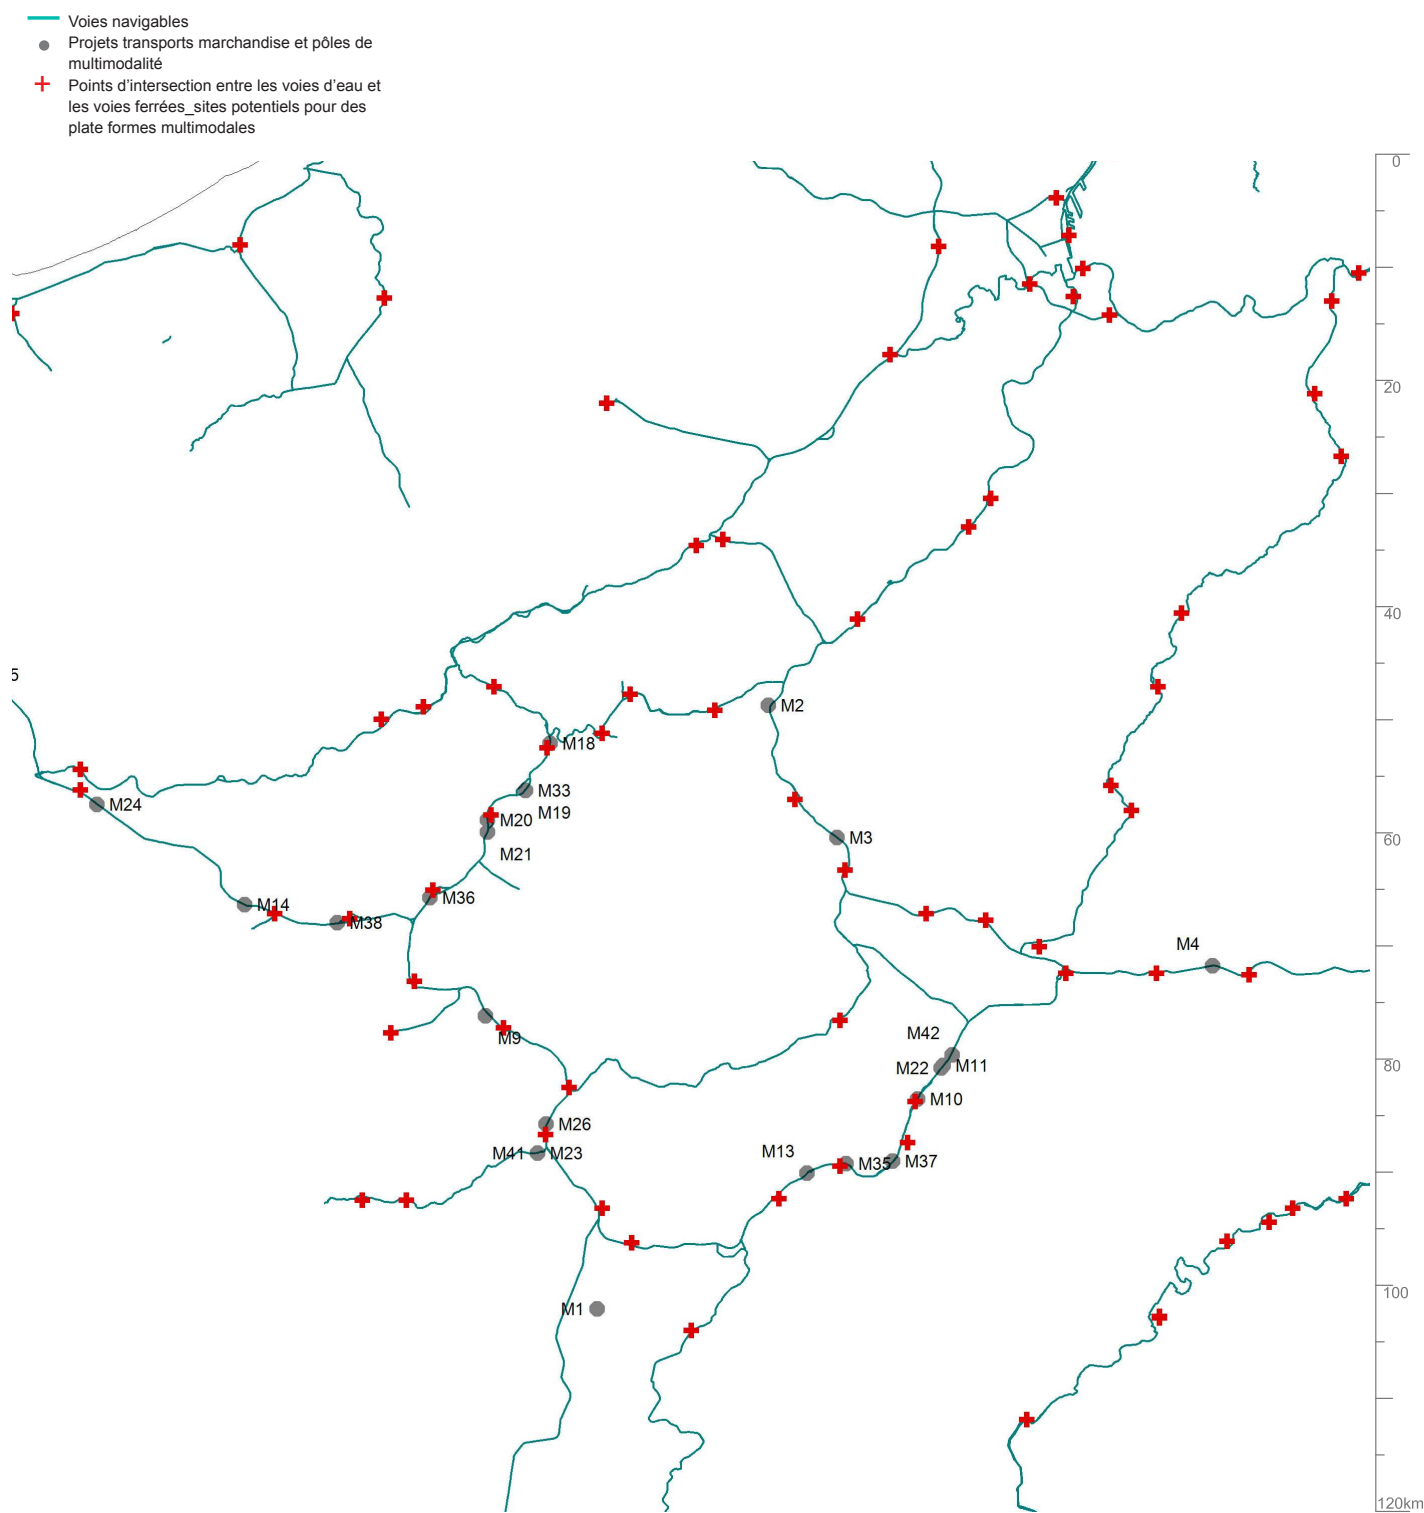 Voies navigables
Projets transports marchandise et pôles de
multimodalité
Points d'intersection entre les voies d'eau et
les voies ferrées_sites potentiels pour des
plate formes multimodales
0
20
40
5
M2
M18
M33
M24
M19
M20
60
M3
M21
M36
M14
M38
M4
M42
M9
M11
M22
80
M10
M26
M41
M23
M13
M35
M37
100
M1
120km